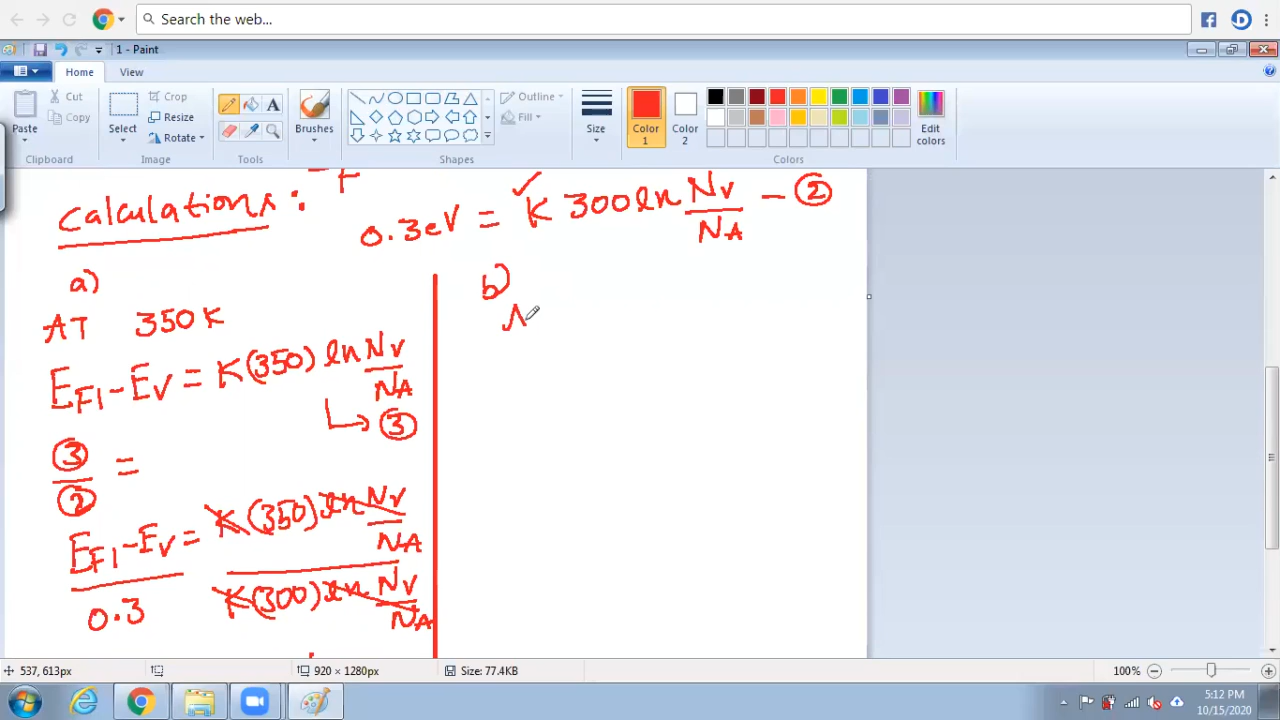 Search the web...
1 - Paint
Home
View
Paste
Cut
Copy
Clipboard
Select
Crop
Resize
Rotate
Image
Tools
Brushes
Shapes
Outline
Fill
Size
Color 1
Color 2
Edit colors
Colors
Calculations:
0.3eV = K 300 ln Nv/NA - ②
a)
AT 350 K
EF1 - EV = K(350) ln Nv/NA
↳ ③
③/② =
EF1 - EV / 0.3 = K(350) ln Nv/NA / K(300) ln Nv/NA
b)
537, 613px
920 × 1280px
Size: 77.4KB
100%
5:12 PM
10/15/2020